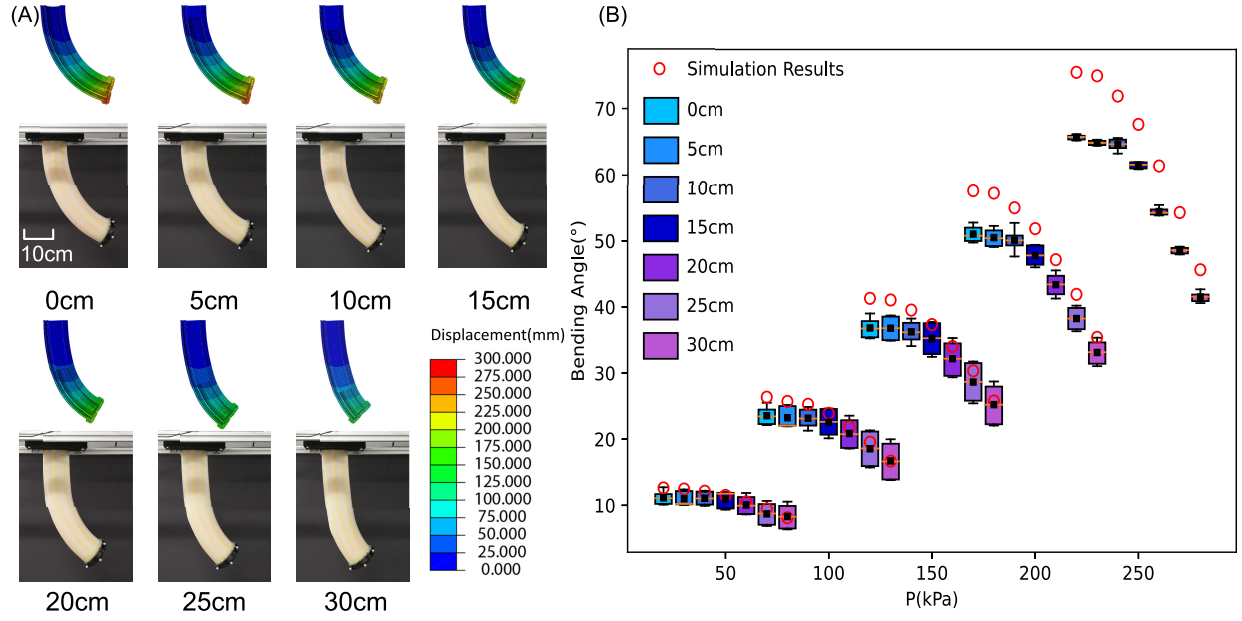 (A)
10cm
0cm 5cm 10cm 15cm
Displacement(mm)
300.000
275.000
250.000
225.000
200.000
175.000
150.000
125.000
100.000
75.000
50.000
25.000
0.000
20cm 25cm 30cm
(B)
Simulation Results
0cm
5cm
10cm
15cm
20cm
25cm
30cm
Bending Angle(°)
70
60
50
40
30
20
10
50 100 150 200 250
P(kPa)